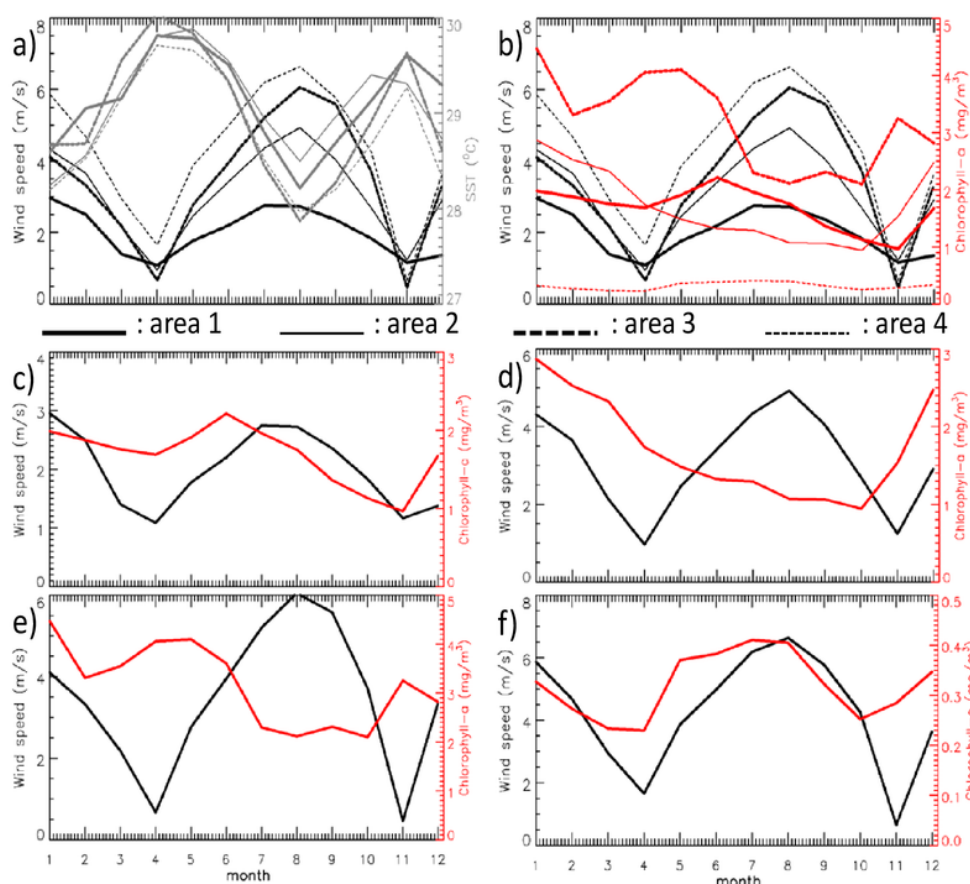 a)
Wind speed (m/s)
0
2
4
6
8
SST (°C)
27
28
29
30
b)
Wind speed (m/s)
0
2
4
6
8
Chlorophyll-a (mg/m³)
0
1
2
3
4
5
: area 1
: area 2
: area 3
: area 4
c)
Wind speed (m/s)
0
1
2
3
4
Chlorophyll-a (mg/m³)
0
1
2
3
d)
Wind speed (m/s)
0
2
4
6
Chlorophyll-a (mg/m³)
0
1
2
3
e)
Wind speed (m/s)
0
2
4
6
Chlorophyll-a (mg/m³)
0
1
2
3
4
5
1 2 3 4 5 6 7 8 9 10 11 12
month
f)
Wind speed (m/s)
0
2
4
6
8
0.0
0.1
0.2
0.3
0.4
0.5
1 2 3 4 5 6 7 8 9 10 11 12
month